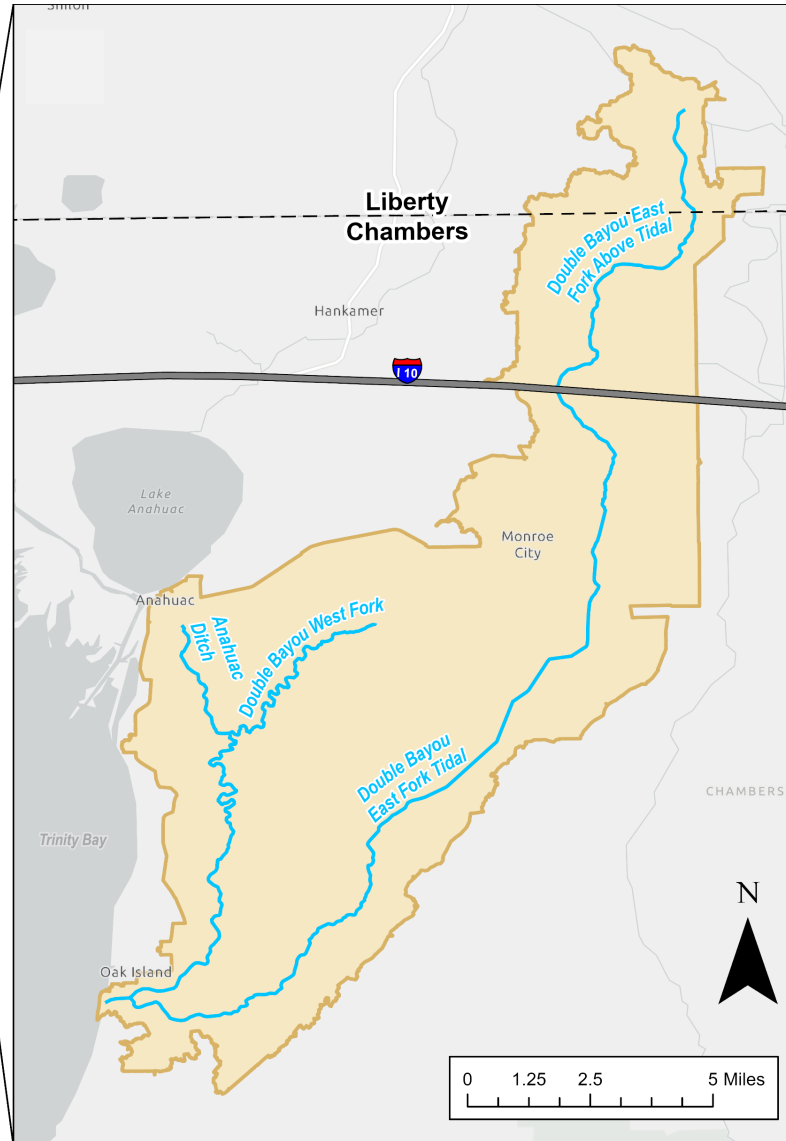 Shiloh
Liberty
Chambers
Double Bayou East
Fork Above Tidal
Hankamer
I 10
Lake
Anahuac
Monroe
City
Anahuac
Anahuac
Ditch
Double Bayou West Fork
Double Bayou
East Fork Tidal
CHAMBERS
Trinity Bay
N
Oak Island
0 1.25 2.5 5 Miles